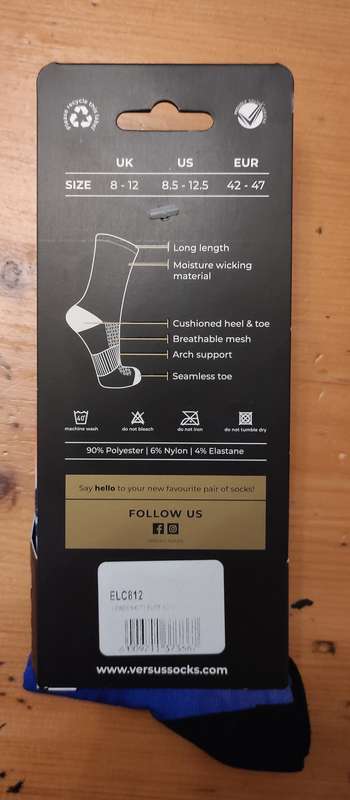 Please recycle this label
UK US EUR
SIZE 8 - 12 8.5 - 12.5 42 - 47
Long length
Moisture wicking
material
Cushioned heel & toe
Breathable mesh
Arch support
Seamless toe
40°
machine wash do not bleach do not iron do not tumble dry
90% Polyester | 6% Nylon | 4% Elastane
Say hello to your new favourite pair of socks!
FOLLOW US
ELC812
www.versussocks.com